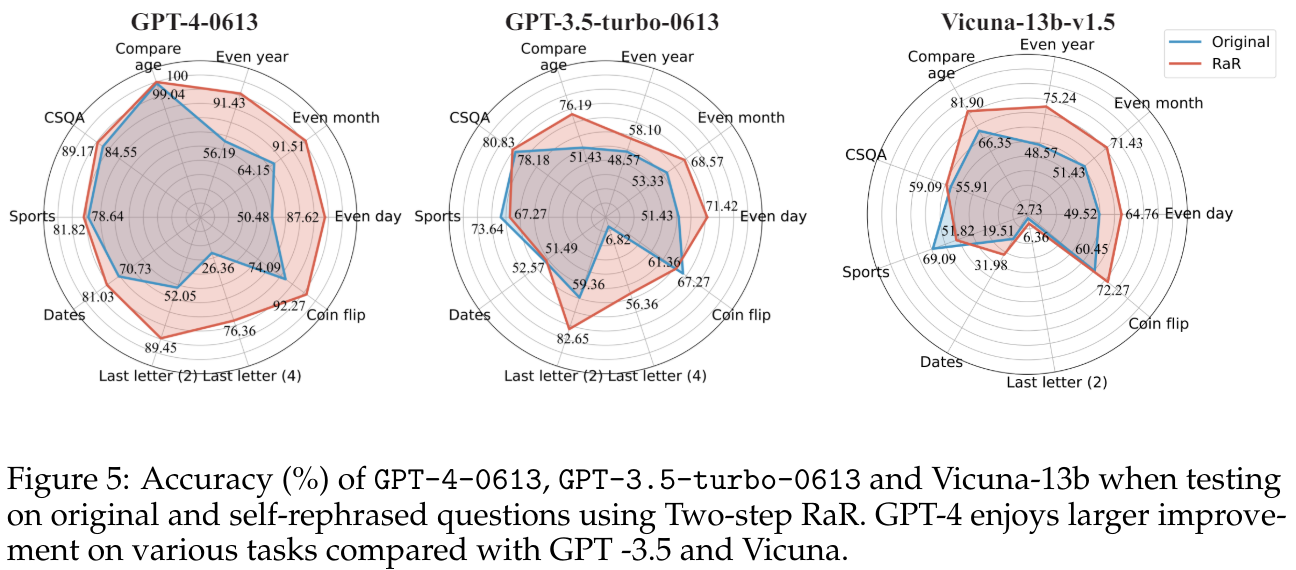 GPT-4-0613
Compare
age
Even year
Even month
Even day
Coin flip
Last letter (4)
Last letter (2)
Dates
Sports
CSQA
100
99.04
91.43
56.19
91.51
64.15
50.48
87.62
74.09
92.27
26.36
76.36
52.05
89.45
70.73
81.03
78.64
81.82
89.17
84.55
GPT-3.5-turbo-0613
Compare
age
Even year
Even month
Even day
Coin flip
Last letter (4)
Last letter (2)
Dates
Sports
CSQA
76.19
51.43
58.10
48.57
68.57
53.33
71.42
51.43
61.36
67.27
6.82
56.36
59.36
82.65
51.49
52.57
67.27
73.64
80.83
78.18
Vicuna-13b-v1.5
Compare
age
Even year
Even month
Even day
Coin flip
Last letter (2)
Dates
Sports
CSQA
81.90
66.35
75.24
48.57
71.43
51.43
49.52
64.76
60.45
72.27
2.73
6.36
19.51
31.98
51.82
69.09
59.09
55.91
Original
RaR
Figure 5: Accuracy (%) of GPT-4-0613, GPT-3.5-turbo-0613 and Vicuna-13b when testing
on original and self-rephrased questions using Two-step RaR. GPT-4 enjoys larger improve-
ment on various tasks compared with GPT -3.5 and Vicuna.